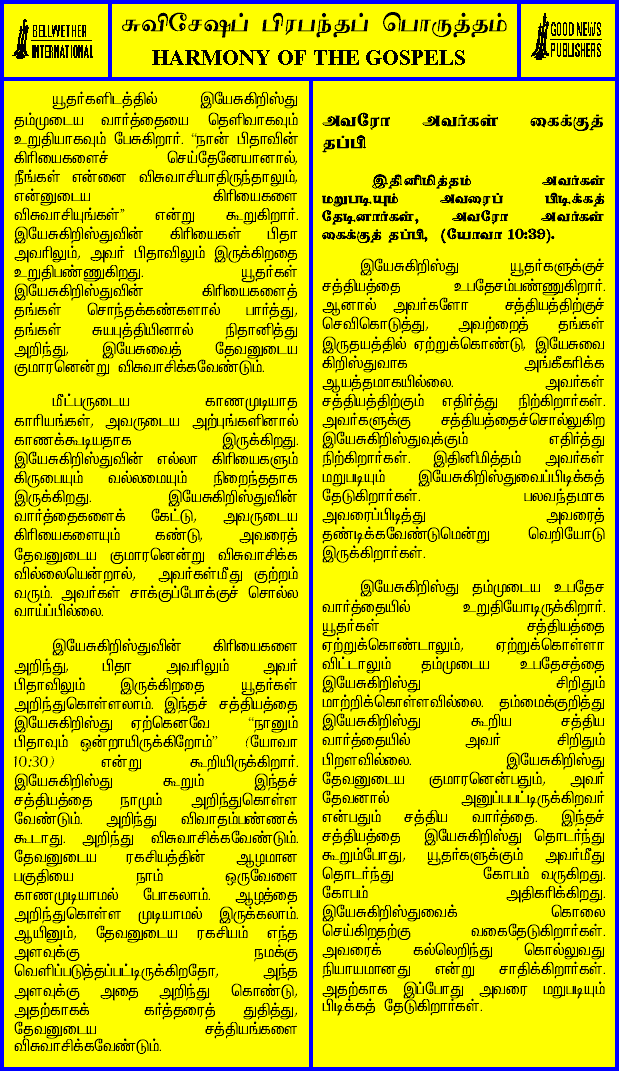 BELLWETHER
INTERNATIONAL
சுவிசேஷப் பிரபந்தப் பொருத்தம்
HARMONY OF THE GOSPELS
GOOD NEWS
PUBLISHERS
யூதர்களிடத்தில் இயேசுகிறிஸ்து
தம்முடைய வார்த்தையை தெளிவாகவும்
உறுதியாகவும் பேசுகிறார். “நான் பிதாவின்
கிரியைகளைச் செய்தேனேயானால்,
நீங்கள் என்னை விசுவாசியாதிருந்தாலும்,
என்னுடைய கிரியைகளை
விசுவாசியுங்கள்” என்று கூறுகிறார்.
இயேசுகிறிஸ்துவின் கிரியைகள் பிதா
அவரிலும், அவர் பிதாவிலும் இருக்கிறதை
உறுதிபண்ணுகிறது. யூதர்கள்
இயேசுகிறிஸ்துவின் கிரியைகளைத்
தங்கள் சொந்தக்கண்களால் பார்த்து,
தங்கள் சுயபுத்தியினால் நிதானித்து
அறிந்து, இயேசுவைத் தேவனுடைய
குமாரனென்று விசுவாசிக்கவேண்டும்.
மீட்பருடைய காணமுடியாத
காரியங்கள், அவருடைய அற்புங்களினால்
காணக்கூடியதாக இருக்கிறது.
இயேசுகிறிஸ்துவின் எல்லா கிரியைகளும்
கிருபையும் வல்லமையும் நிறைந்ததாக
இருக்கிறது. இயேசுகிறிஸ்துவின்
வார்த்தைகளைக் கேட்டு, அவருடைய
கிரியைகளையும் கண்டு, அவரைத்
தேவனுடைய குமாரனென்று விசுவாசிக்க
வில்லையென்றால், அவர்கள்மீது குற்றம்
வரும். அவர்கள் சாக்குப்போக்குச் சொல்ல
வாய்ப்பில்லை.
இயேசுகிறிஸ்துவின் கிரியைகளை
அறிந்து, பிதா அவரிலும் அவர்
பிதாவிலும் இருக்கிறதை யூதர்கள்
அறிந்துகொள்ளலாம். இந்தச் சத்தியத்தை
இயேசுகிறிஸ்து ஏற்கெனவே “நானும்
பிதாவும் ஒன்றாயிருக்கிறோம்” (யோவா
10:30) என்று கூறியிருக்கிறார்.
இயேசுகிறிஸ்து கூறும் இந்தச்
சத்தியத்தை நாமும் அறிந்துகொள்ள
வேண்டும். அறிந்து விவாதம்பண்ணக்
கூடாது. அறிந்து விசுவாசிக்கவேண்டும்.
தேவனுடைய ரகசியத்தின் ஆழமான
பகுதியை நாம் ஒருவேளை
காணமுடியாமல் போகலாம். ஆழத்தை
அறிந்துகொள்ள முடியாமல் இருக்கலாம்.
ஆயினும், தேவனுடைய ரகசியம் எந்த
அளவுக்கு நமக்கு
வெளிப்படுத்தப்பட்டிருக்கிறதோ, அந்த
அளவுக்கு அதை அறிந்து கொண்டு,
அதற்காகக் கர்த்தரைத் துதித்து,
தேவனுடைய சத்தியங்களை
விசுவாசிக்கவேண்டும்.
அவரோ அவர்கள் கைக்குத்
தப்பி
இதினிமித்தம் அவர்கள்
மறுபடியும் அவரைப் பிடிக்கத்
தேடினார்கள், அவரோ அவர்கள்
கைக்குத் தப்பி, (யோவா 10:39).
இயேசுகிறிஸ்து யூதர்களுக்குச்
சத்தியத்தை உபதேசம்பண்ணுகிறார்.
ஆனால் அவர்களோ சத்தியத்திற்குச்
செவிகொடுத்து, அவற்றைத் தங்கள்
இருதயத்தில் ஏற்றுக்கொண்டு, இயேசுவை
கிறிஸ்துவாக அங்கீகரிக்க
ஆயத்தமாகயில்லை. அவர்கள்
சத்தியத்திற்கும் எதிர்த்து நிற்கிறார்கள்.
அவர்களுக்கு சத்தியத்தைச்சொல்லுகிற
இயேசுகிறிஸ்துவுக்கும் எதிர்த்து
நிற்கிறார்கள். இதினிமித்தம் அவர்கள்
மறுபடியும் இயேசுகிறிஸ்துவைப்பிடிக்கத்
தேடுகிறார்கள். பலவந்தமாக
அவரைப்பிடித்து அவரைத்
தண்டிக்கவேண்டுமென்று வெறியோடு
இருக்கிறார்கள்.
இயேசுகிறிஸ்து தம்முடைய உபதேச
வார்த்தையில் உறுதியோடிருக்கிறார்.
யூதர்கள் சத்தியத்தை
ஏற்றுக்கொண்டாலும், ஏற்றுக்கொள்ளா
விட்டாலும் தம்முடைய உபதேசத்தை
இயேசுகிறிஸ்து சிறிதும்
மாற்றிக்கொள்ளவில்லை. தம்மைக்குறித்து
இயேசுகிறிஸ்து கூறிய சத்திய
வார்த்தையில் அவர் சிறிதும்
பிறளவில்லை. இயேசுகிறிஸ்து
தேவனுடைய குமாரனென்பதும், அவர்
தேவனால் அனுப்பபட்டிருக்கிறவர்
என்பதும் சத்திய வார்த்தை. இந்தச்
சத்தியத்தை இயேசுகிறிஸ்து தொடர்ந்து
கூறும்போது, யூதர்களுக்கும் அவர்மீது
தொடர்ந்து கோபம் வருகிறது.
கோபம் அதிகரிக்கிறது.
இயேசுகிறிஸ்துவைக் கொலை
செய்கிறதற்கு வகைதேடுகிறார்கள்.
அவரைக் கல்லெறிந்து கொல்லுவது
நியாயமானது என்று சாதிக்கிறார்கள்.
அதற்காக இப்போது அவரை மறுபடியும்
பிடிக்கத் தேடுகிறார்கள்.